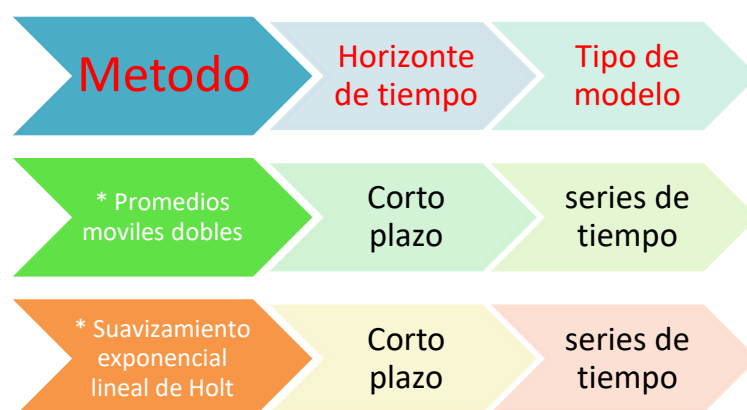 Metodo
Horizonte
de tiempo
Tipo de
modelo
* Promedios
moviles dobles
Corto
plazo
series de
tiempo
* Suavizamiento
exponencial
lineal de Holt
Corto
plazo
series de
tiempo